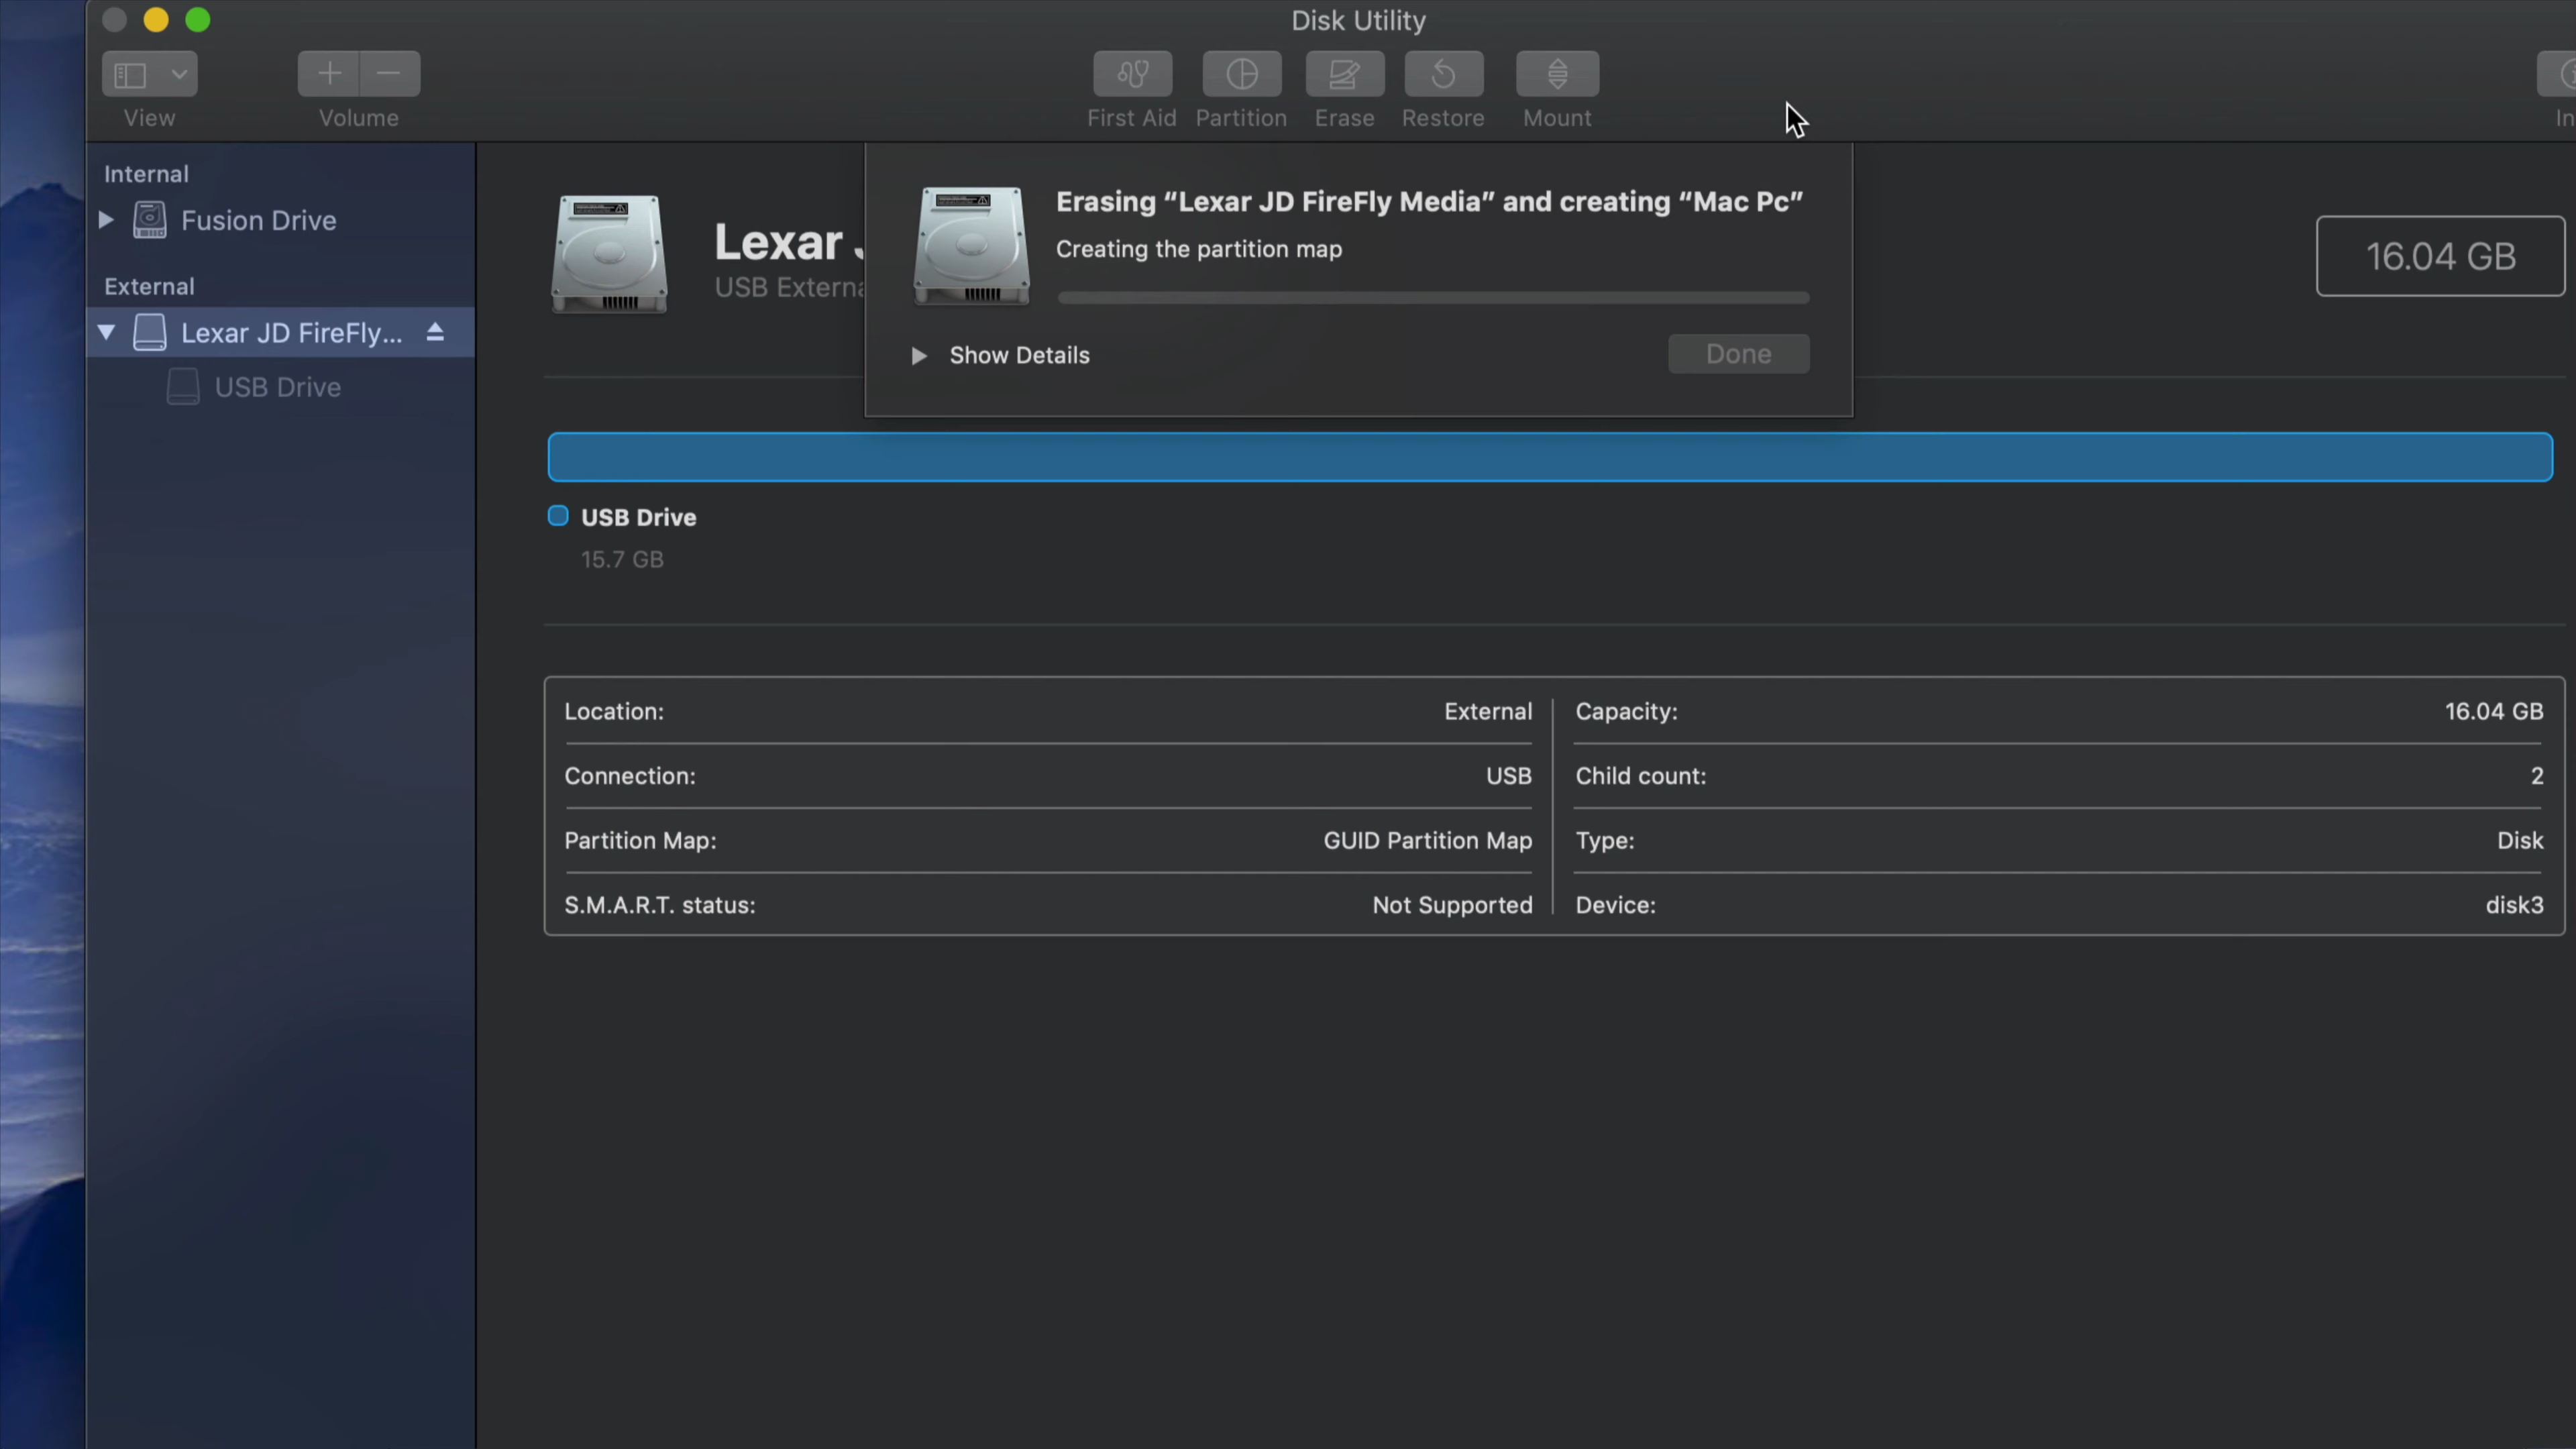 Disk Utility
View
Volume
First Aid
Partition
Erase
Restore
Mount
Internal
Fusion Drive
External
Lexar JD FireFly...
USB Drive
Lexar
USB Externa
16.04 GB
Erasing “Lexar JD FireFly Media” and creating “Mac Pc”
Creating the partition map
Show Details
Done
USB Drive
15.7 GB
Location: External
Connection: USB
Partition Map: GUID Partition Map
S.M.A.R.T. status: Not Supported
Capacity: 16.04 GB
Child count: 2
Type: Disk
Device: disk3